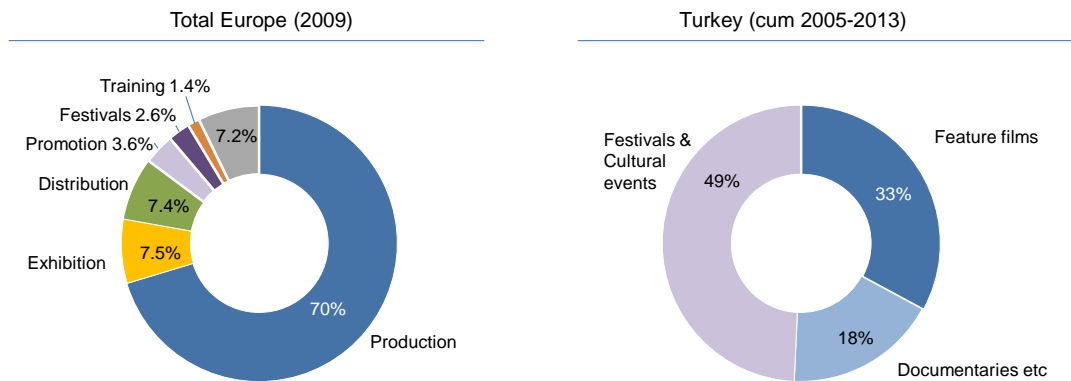 Total Europe (2009)
Training 1.4%
Festivals 2.6%
Promotion 3.6%
7.2%
Distribution
7.4%
Exhibition
7.5%
70%
Production
Turkey (cum 2005-2013)
Festivals &
Cultural
events
49%
Feature films
33%
18%
Documentaries etc